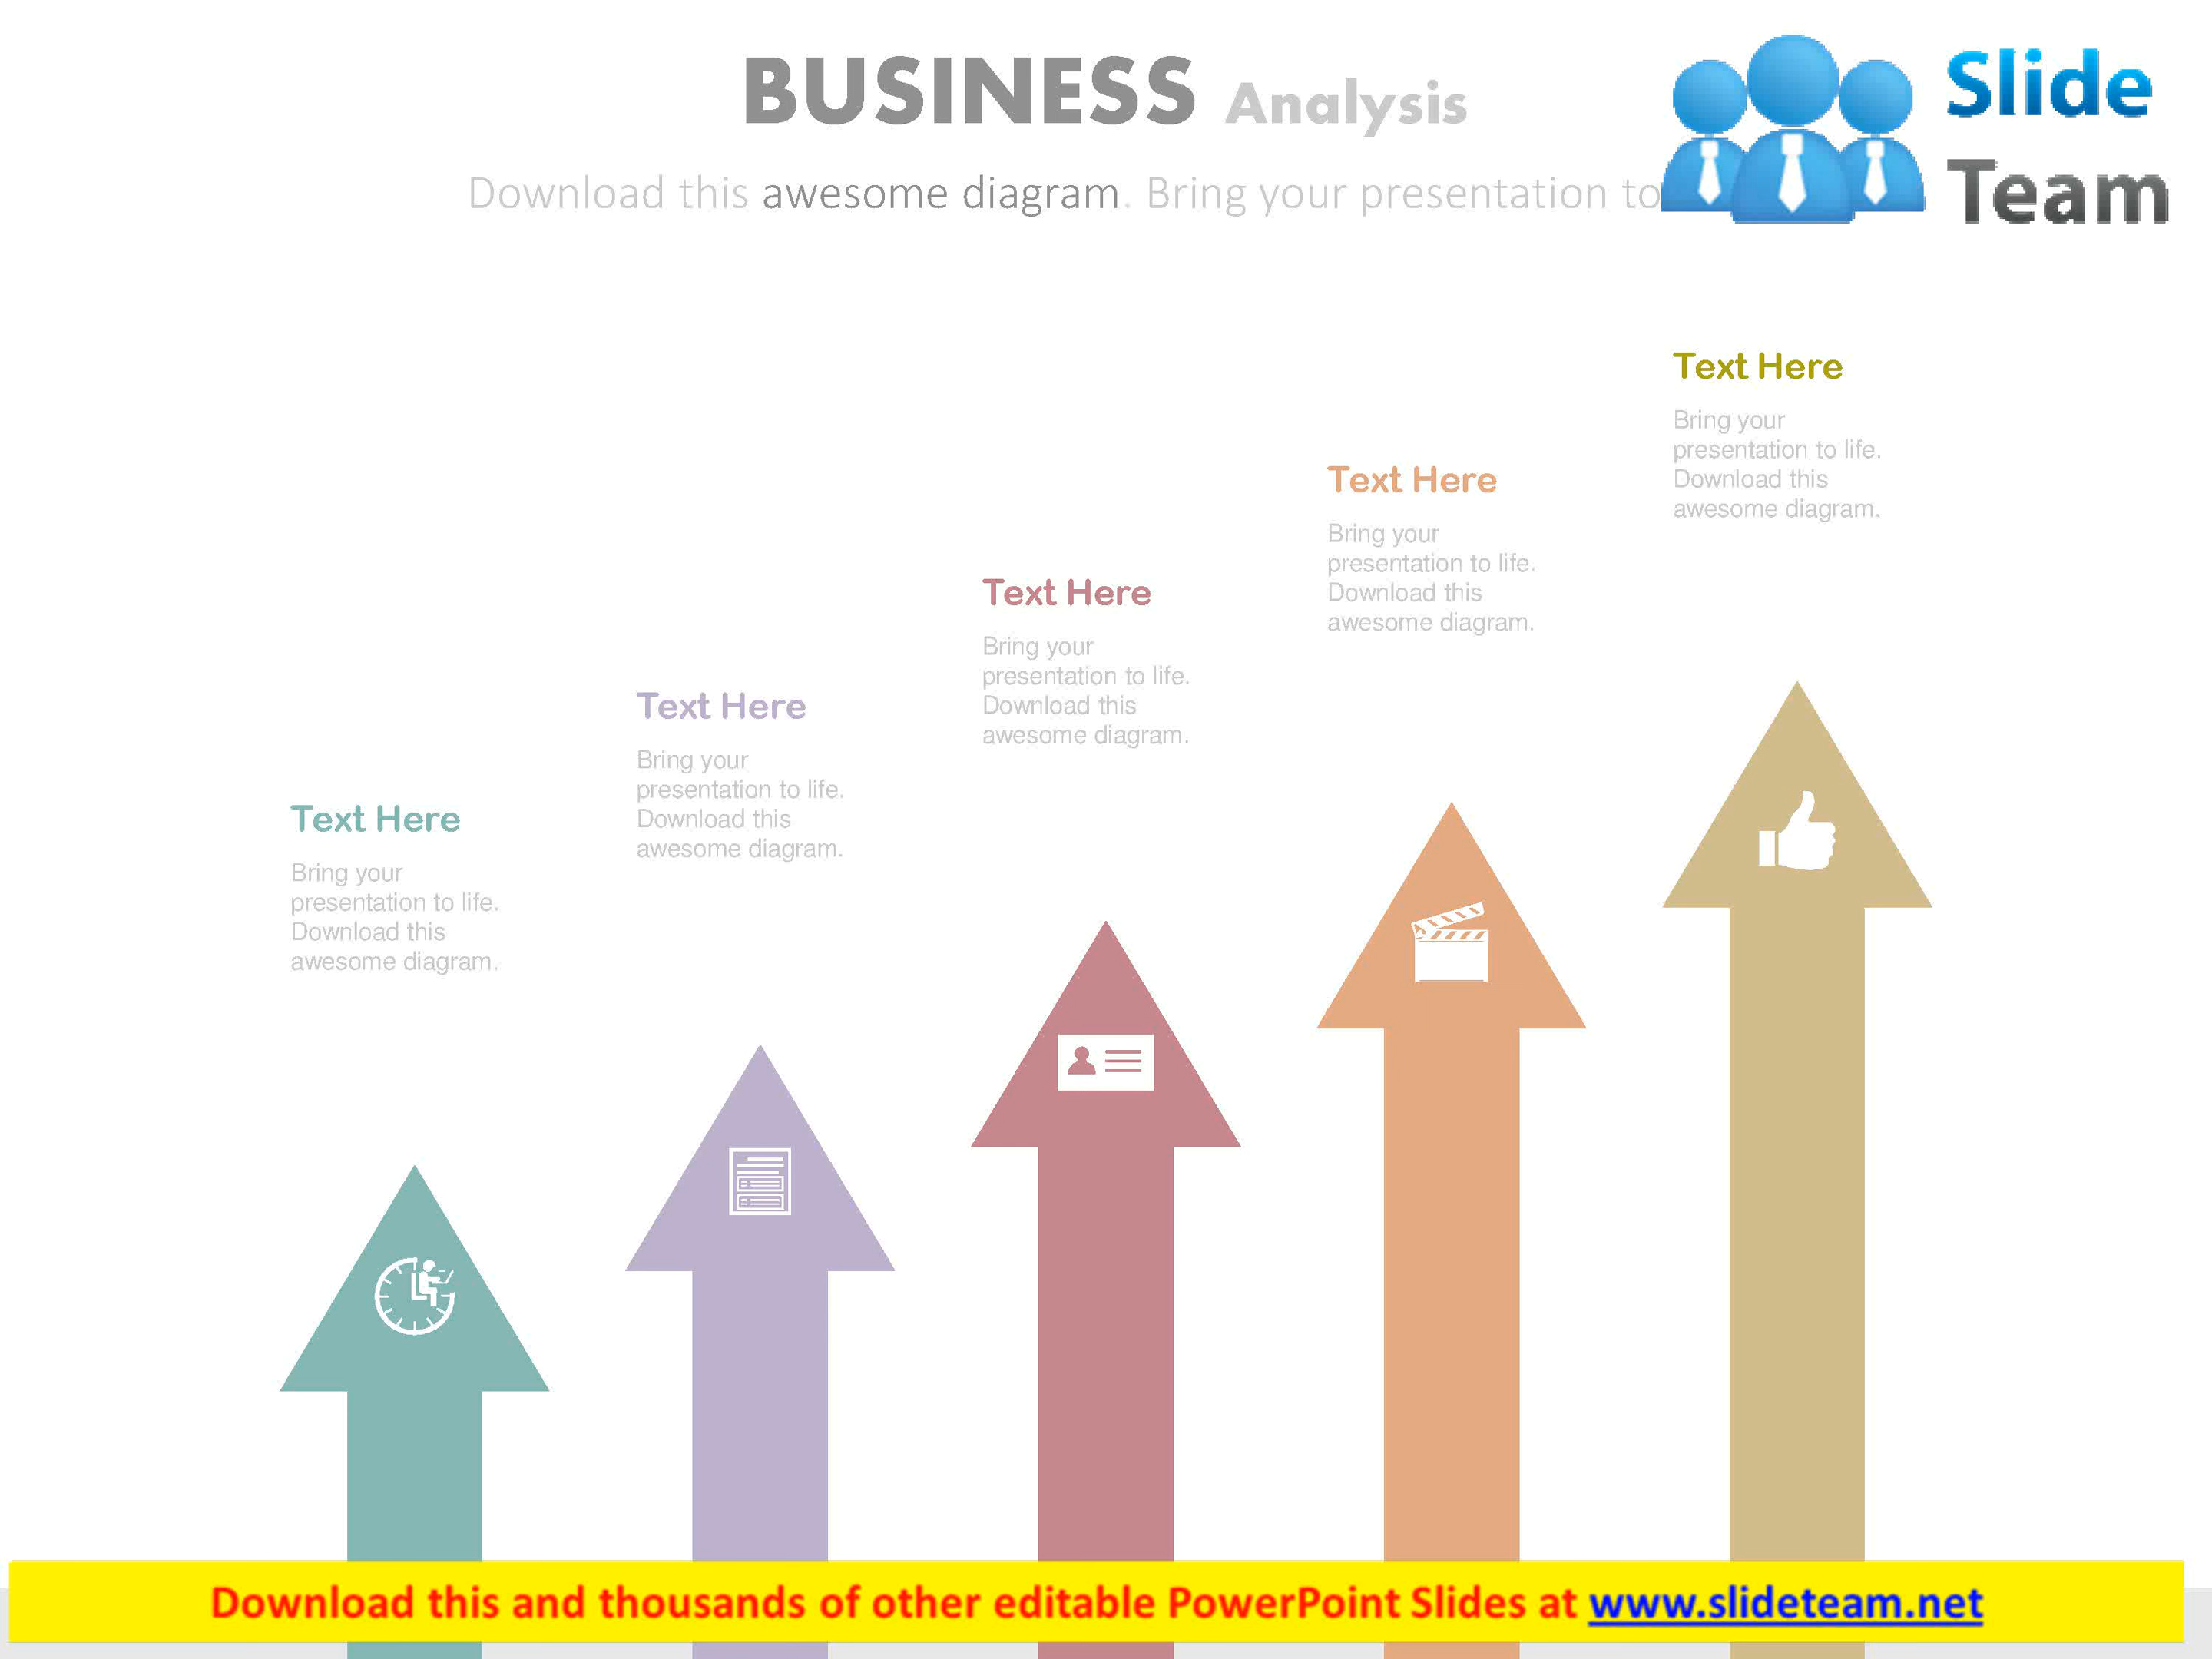 BUSINESS Analysis
Download this awesome diagram. Bring your presentation to
Slide
Team
Text Here
Bring your
presentation to life.
Download this
awesome diagram.
Text Here
Bring your
presentation to life.
Download this
awesome diagram.
Text Here
Bring your
presentation to life.
Download this
awesome diagram.
Text Here
Bring your
presentation to life.
Download this
awesome diagram.
Text Here
Bring your
presentation to life.
Download this
awesome diagram.
Download this and thousands of other editable PowerPoint Slides at www.slideteam.net